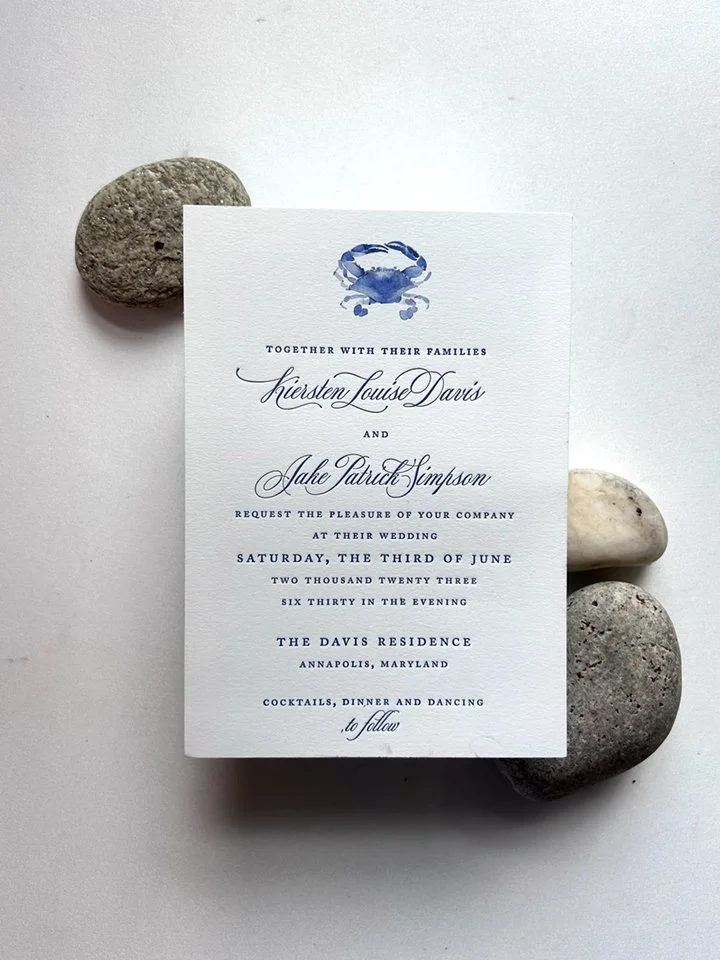 TOGETHER WITH THEIR FAMILIES
Kiersten Louise Davis
AND
Jake Patrick Simpson
REQUEST THE PLEASURE OF YOUR COMPANY
AT THEIR WEDDING
SATURDAY, THE THIRD OF JUNE
TWO THOUSAND TWENTY THREE
SIX THIRTY IN THE EVENING
THE DAVIS RESIDENCE
ANNAPOLIS, MARYLAND
COCKTAILS, DINNER AND DANCING
to follow